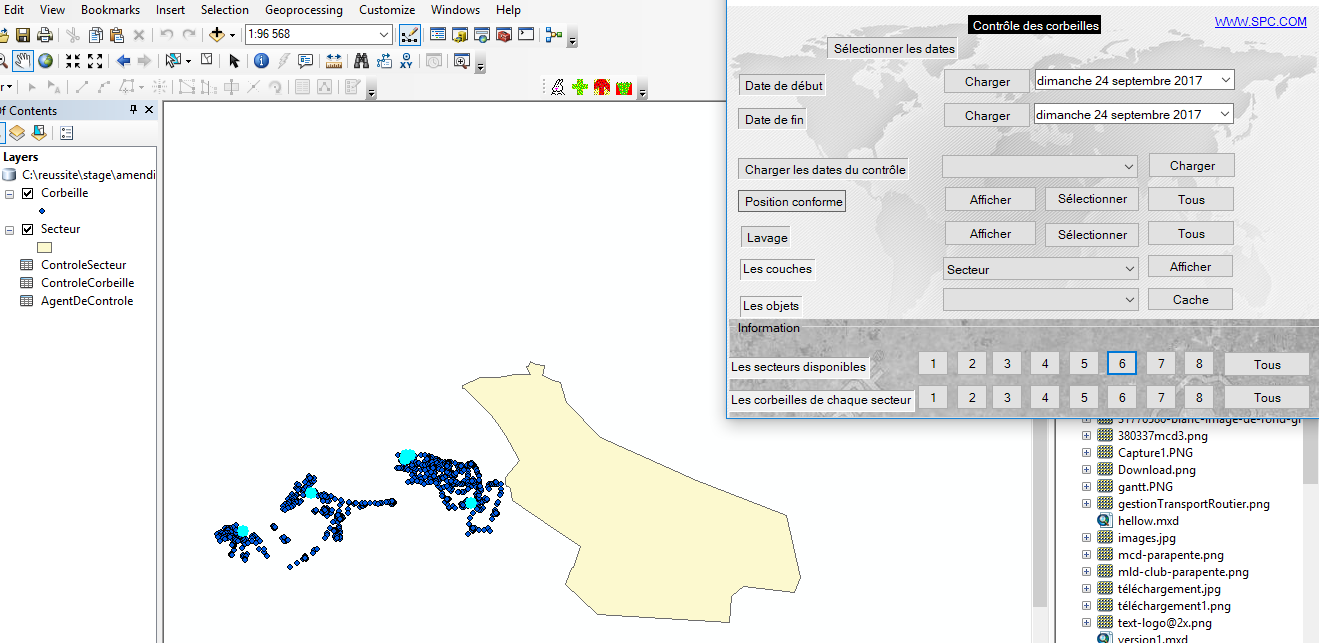 Edit View Bookmarks Insert Selection Geoprocessing Customize Windows Help
1:96 568
Of Contents
Layers
C:\reussite\stage\amendi
Corbeille
Secteur
ControleSecteur
ControleCorbeille
AgentDeControle
Contrôle des corbeilles
WWW.SPC.COM
Sélectionner les dates
Date de début Charger dimanche 24 septembre 2017
Date de fin Charger dimanche 24 septembre 2017
Charger les dates du contrôle Charger
Position conforme Afficher Sélectionner Tous
Lavage Afficher Sélectionner Tous
Les couches Secteur Afficher
Les objets Cache
Information
Les secteurs disponibles 1 2 3 4 5 6 7 8 Tous
Les corbeilles de chaque secteur 1 2 3 4 5 6 7 8 Tous
380337mcd3.png
Capture1.PNG
Download.png
gantt.PNG
gestionTransportRoutier.png
hellow.mxd
images.jpg
mcd-parapente.png
mld-club-parapente.png
téléchargement.jpg
téléchargement1.png
text-logo@2x.png
version1.mxd